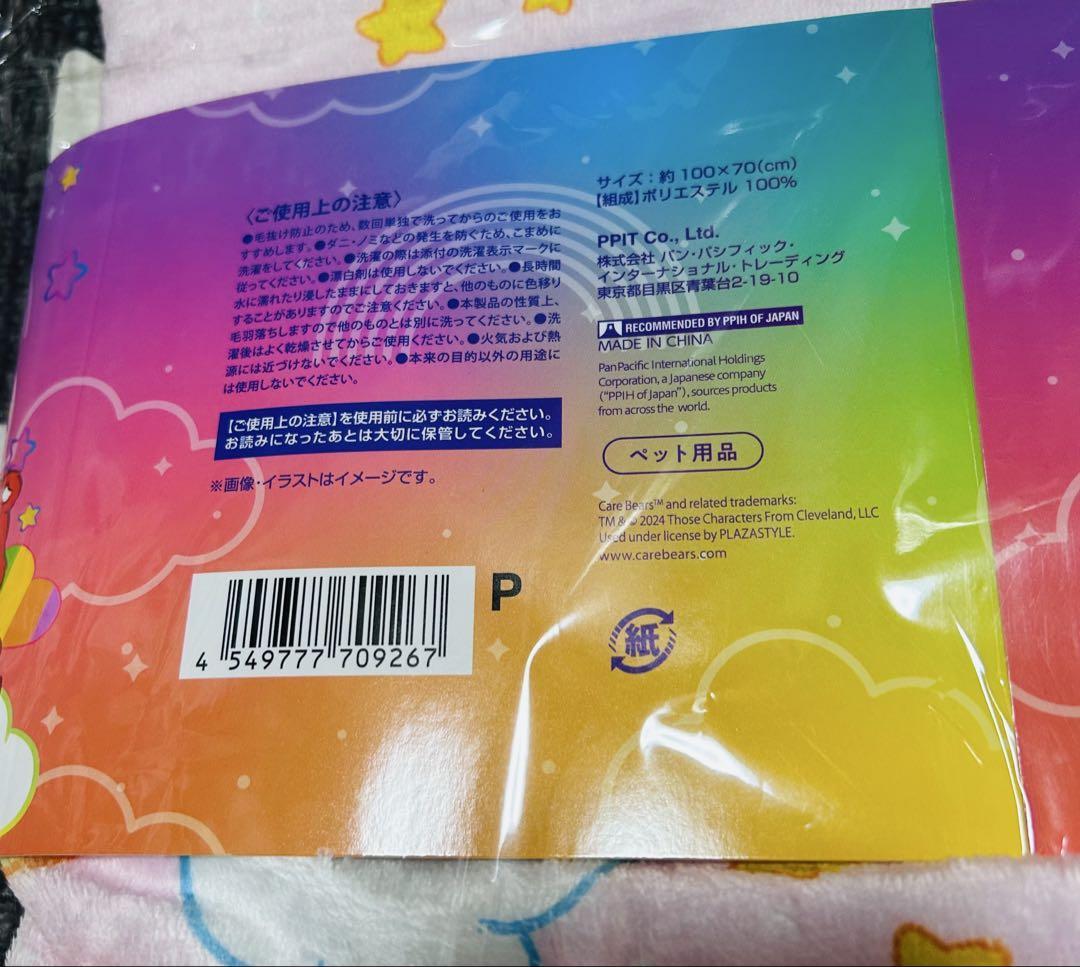 〈ご使用上の注意〉
●毛抜け防止のため、数回単独で洗ってからのご使用をお
すすめします。●ダニ・ノミなどの発生を防ぐため、こまめに
洗濯をしてください。●洗濯の際は添付の洗濯表示マークに
従ってください。●漂白剤は使用しないでください。●長時間
水に濡れたり浸したままにしておきますと、他のものに色移り
することがありますのでご注意ください。●本製品の性質上、
毛羽落ちしますので他のものとは別に洗ってください。●洗
濯後はよく乾燥させてからご使用ください。●火気および熱
源には近づけないでください。●本来の目的以外の用途に
は使用しないでください。
【ご使用上の注意】を使用前に必ずお読みください。
お読みになったあとは大切に保管してください。
※画像・イラストはイメージです。
4 549777 709267
P
サイズ：約 100×70(cm)
【組成】ポリエステル 100%
PPIT Co., Ltd.
株式会社 パン・パシフィック・
インターナショナル・トレーディング
東京都目黒区青葉台2-19-10
RECOMMENDED BY PPIH OF JAPAN
MADE IN CHINA
Pan Pacific International Holdings
Corporation, a Japanese company
("PPIH of Japan"), sources products
from across the world.
ペット用品
Care Bears™ and related trademarks:
TM & © 2024 Those Characters From Cleveland, LLC
Used under license by PLAZASTYLE.
www.carebears.com
紙